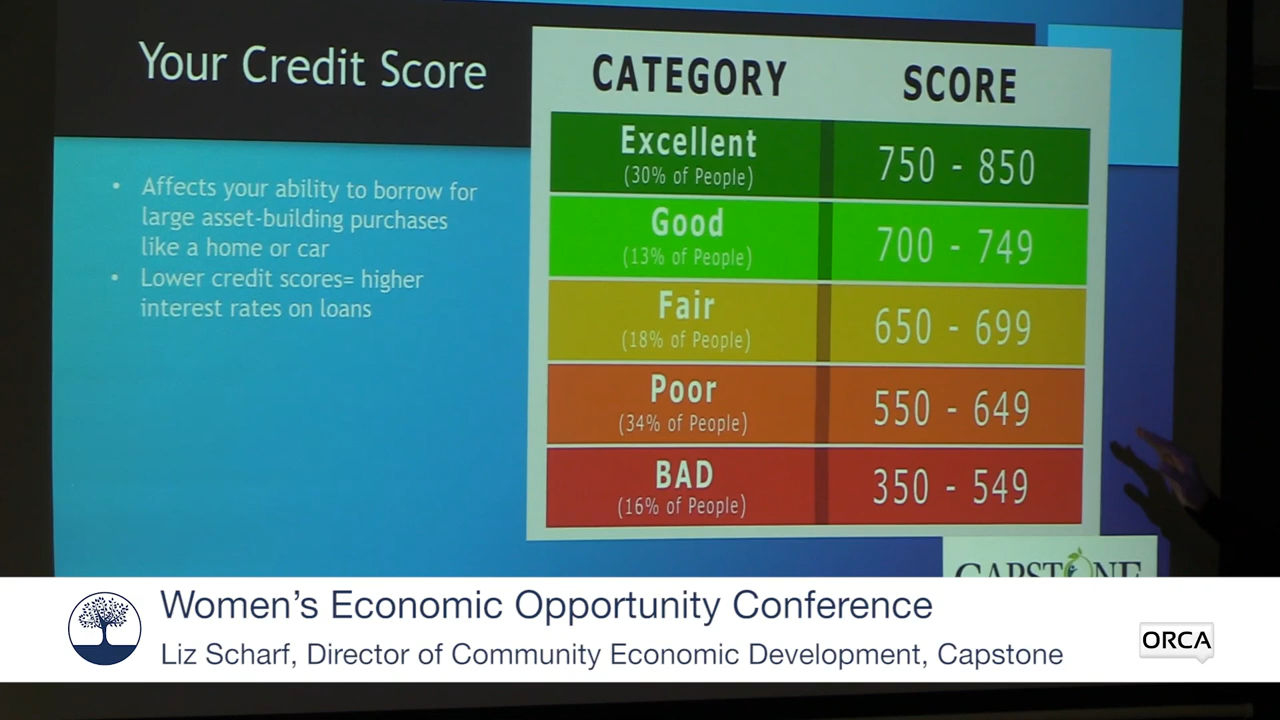 Your Credit Score
• Affects your ability to borrow for
large asset-building purchases
like a home or car
• Lower credit scores= higher
interest rates on loans
CATEGORY SCORE
Excellent
(30% of People)
750 - 850
Good
(13% of People)
700 - 749
Fair
(18% of People)
650 - 699
Poor
(34% of People)
550 - 649
BAD
(16% of People)
350 - 549
CAPSTONE
Women's Economic Opportunity Conference
Liz Scharf, Director of Community Economic Development, Capstone
ORCA